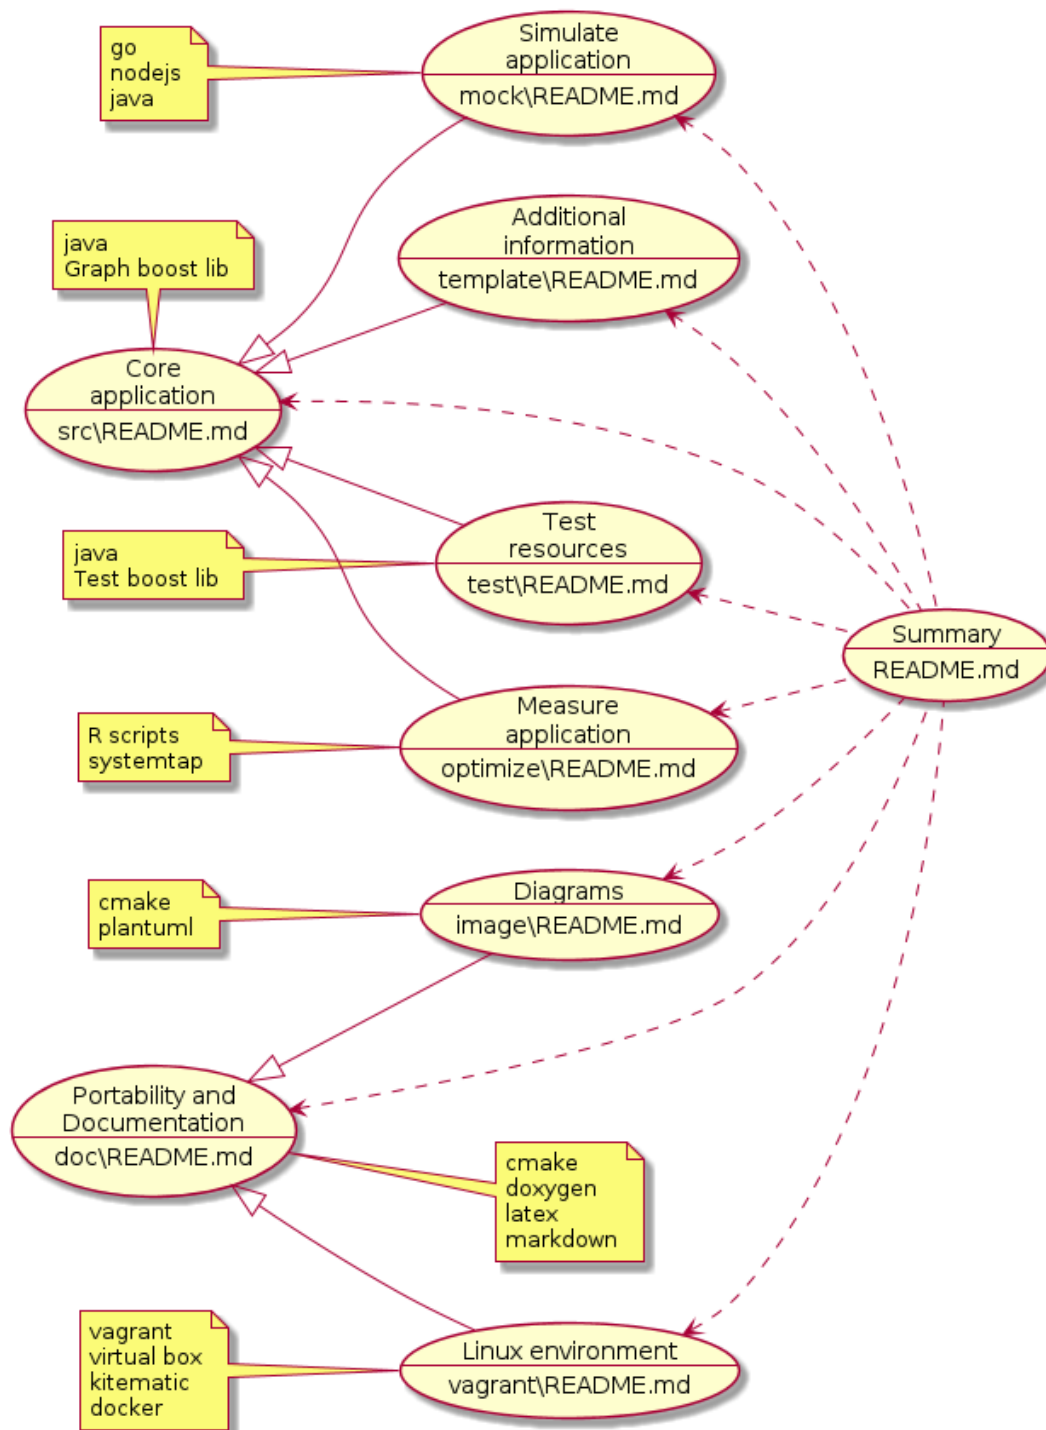 go
nodejs
java
Simulate
application
mock\README.md
Additional
information
template\README.md
java
Graph boost lib
Core
application
src\README.md
java
Test boost lib
Test
resources
test\README.md
Summary
README.md
R scripts
systemtap
Measure
application
optimize\README.md
cmake
plantuml
Diagrams
image\README.md
Portability and
Documentation
doc\README.md
cmake
doxygen
latex
markdown
vagrant
virtual box
kitematic
docker
Linux environment
vagrant\README.md